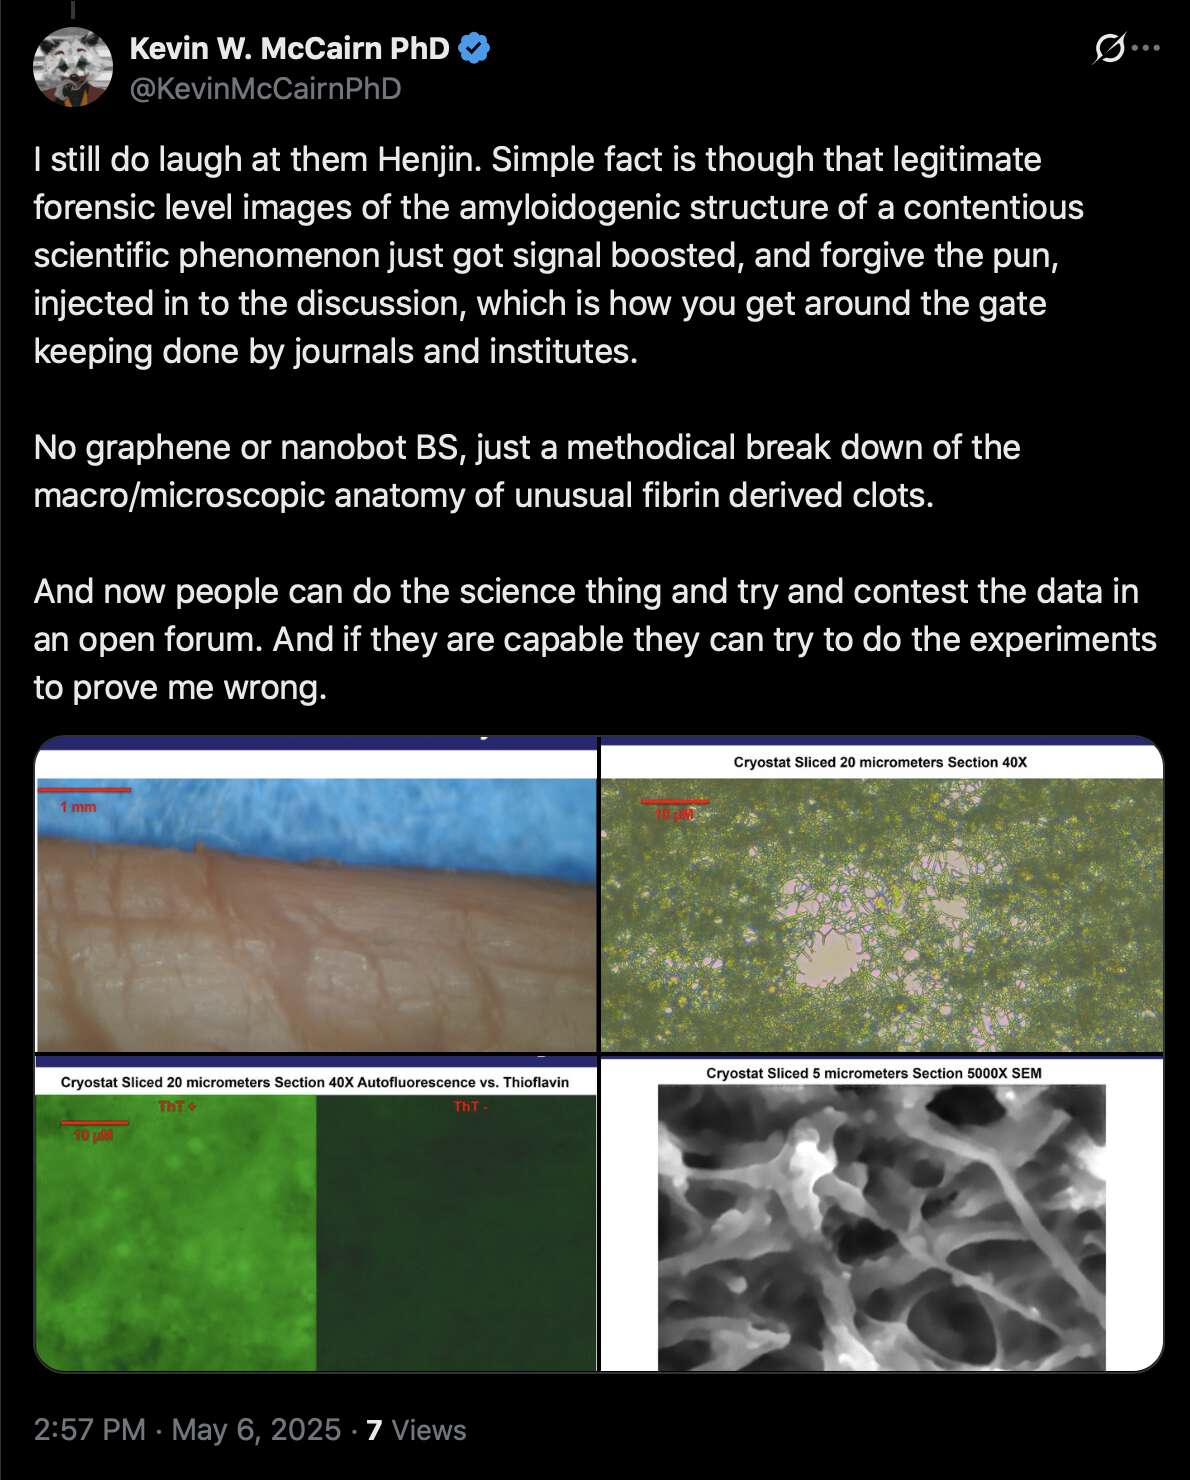 Kevin W. McCairn PhD
@KevinMcCairnPhD
I still do laugh at them Henjin. Simple fact is though that legitimate
forensic level images of the amyloidogenic structure of a contentious
scientific phenomenon just got signal boosted, and forgive the pun,
injected in to the discussion, which is how you get around the gate
keeping done by journals and institutes.
No graphene or nanobot BS, just a methodical break down of the
macro/microscopic anatomy of unusual fibrin derived clots.
And now people can do the science thing and try and contest the data in
an open forum. And if they are capable they can try to do the experiments
to prove me wrong.
1 mm
Cryostat Sliced 20 micrometers Section 40X
10 µM
Cryostat Sliced 20 micrometers Section 40X Autofluorescence vs. Thioflavin
ThT +
ThT -
10 µM
Cryostat Sliced 5 micrometers Section 5000X SEM
2:57 PM · May 6, 2025 · 7 Views